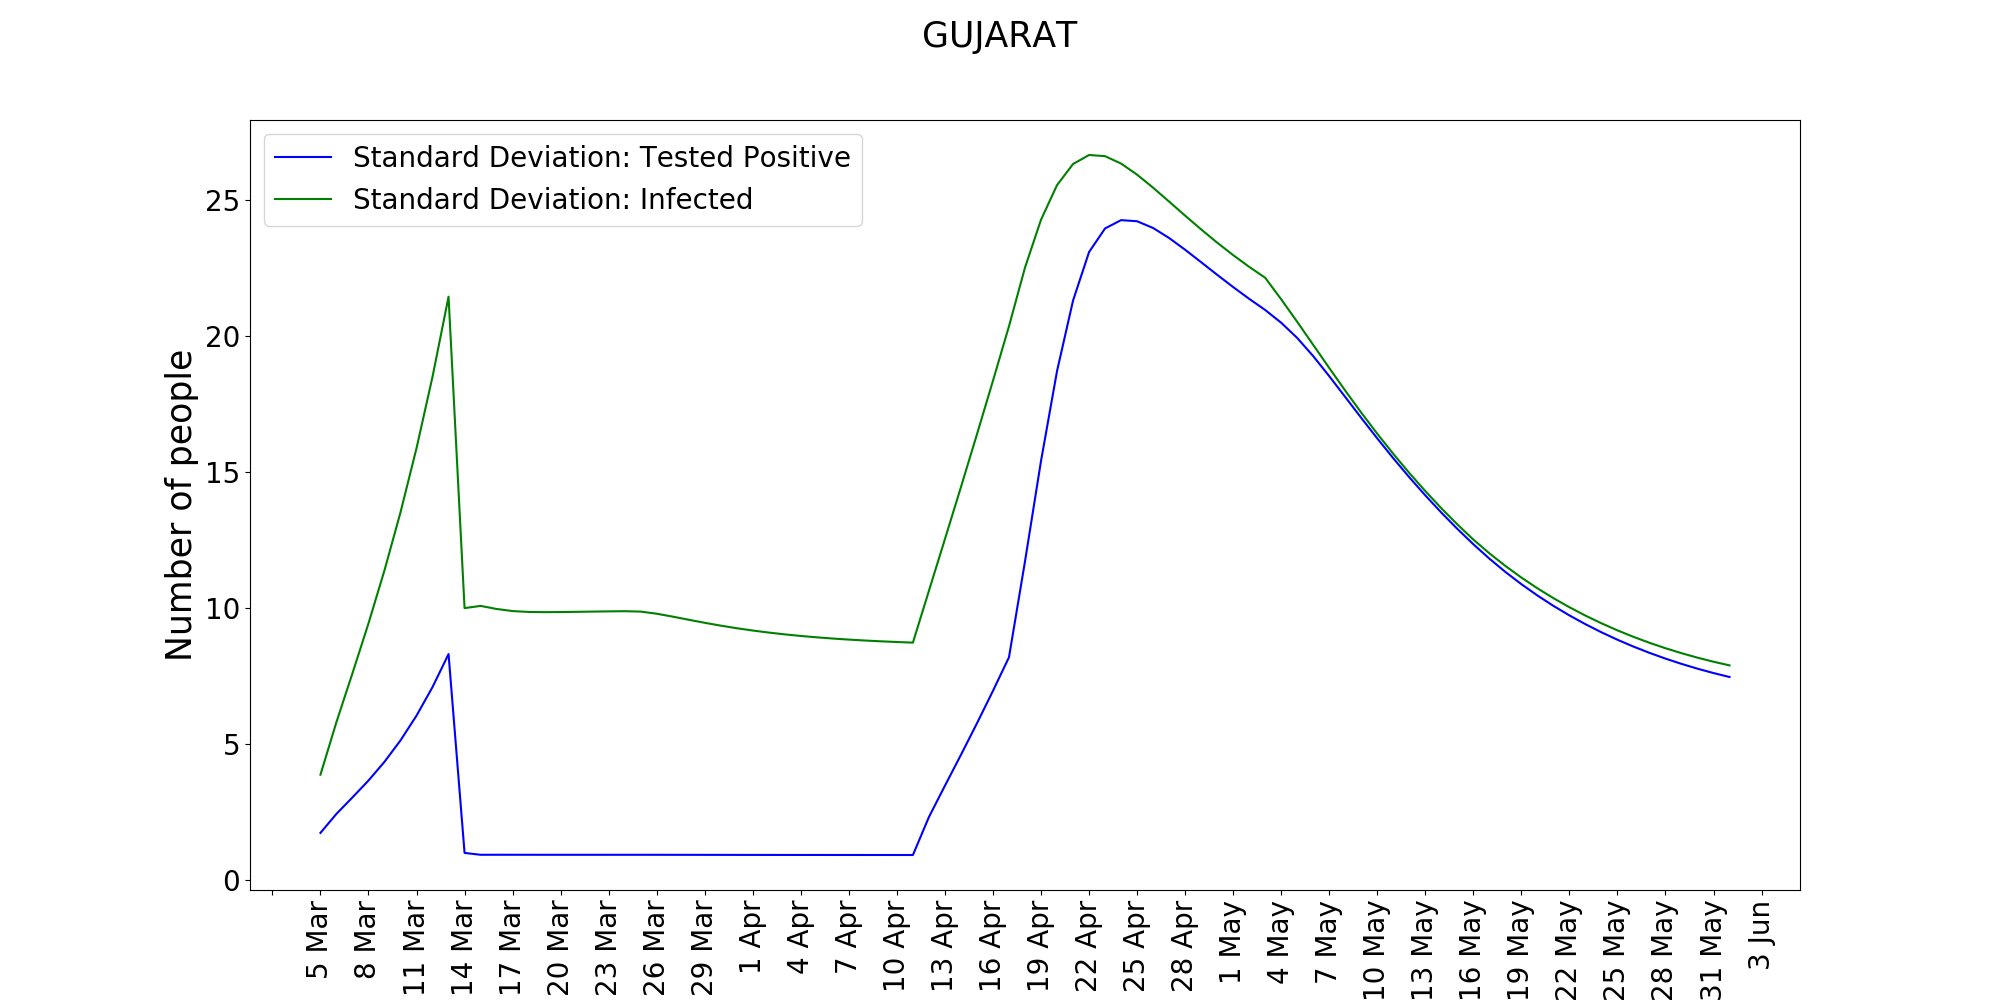 GUJARAT
Standard Deviation: Tested Positive
Standard Deviation: Infected
Number of people
25
20
15
10
5
0
5 Mar
8 Mar
11 Mar
14 Mar
17 Mar
20 Mar
23 Mar
26 Mar
29 Mar
1 Apr
4 Apr
7 Apr
10 Apr
13 Apr
16 Apr
19 Apr
22 Apr
25 Apr
28 Apr
1 May
4 May
7 May
10 May
13 May
16 May
19 May
22 May
25 May
28 May
31 May
3 Jun